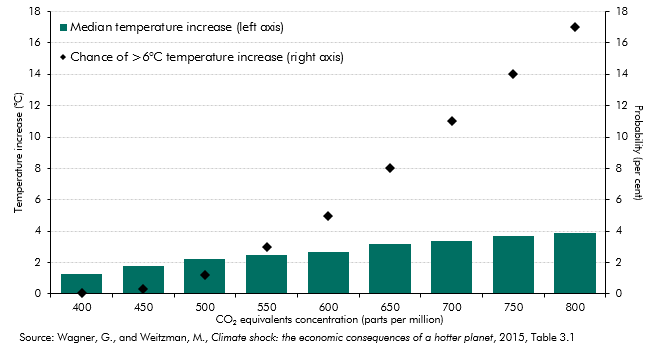 18
16
14
12
10
8
6
4
2
0
Temperature increase (°C)
Median temperature increase (left axis)
Chance of >6°C temperature increase (right axis)
18
16
14
12
10
8
6
4
2
0
Probability (per cent)
400 450 500 550 600 650 700 750 800
CO₂ equivalents concentration (parts per million)
Source: Wagner, G., and Weitzman, M., Climate shock: the economic consequences of a hotter planet, 2015, Table 3.1